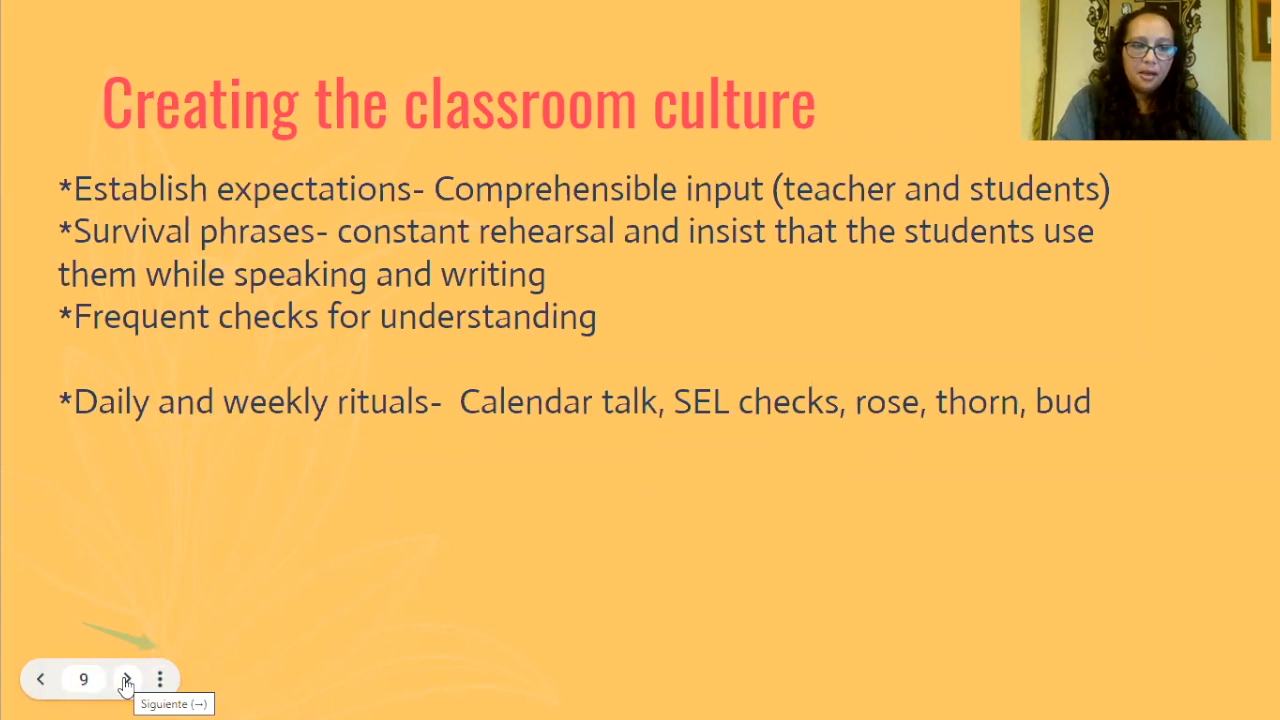 Creating the classroom culture
*Establish expectations- Comprehensible input (teacher and students)
*Survival phrases- constant rehearsal and insist that the students use
them while speaking and writing
*Frequent checks for understanding
*Daily and weekly rituals-  Calendar talk, SEL checks, rose, thorn, bud
9
Siguiente (→)